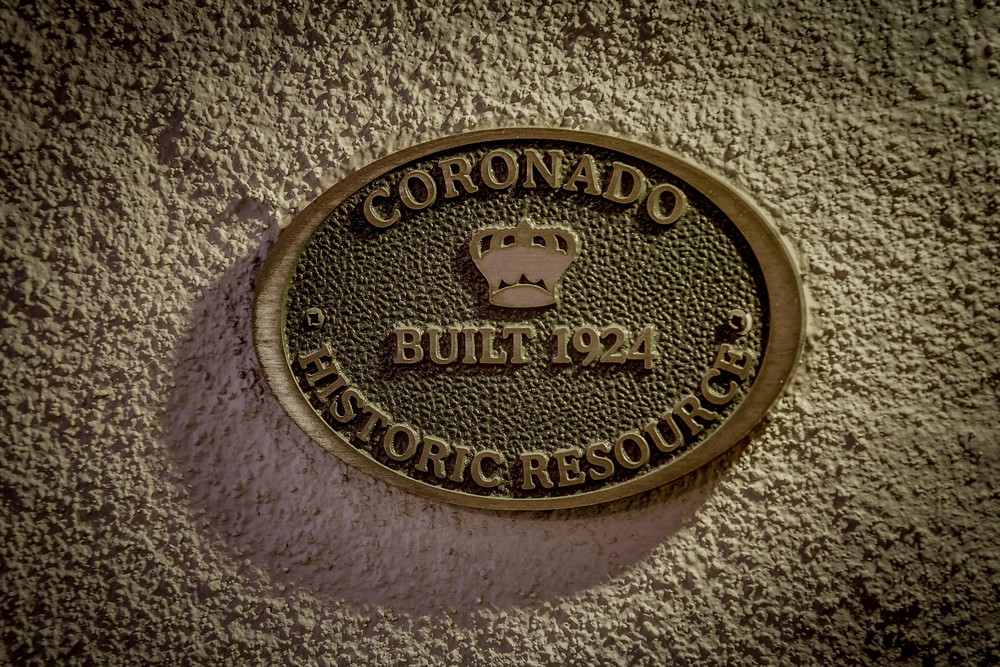 CORONADO
BUILT 1924
HISTORIC RESOURCE